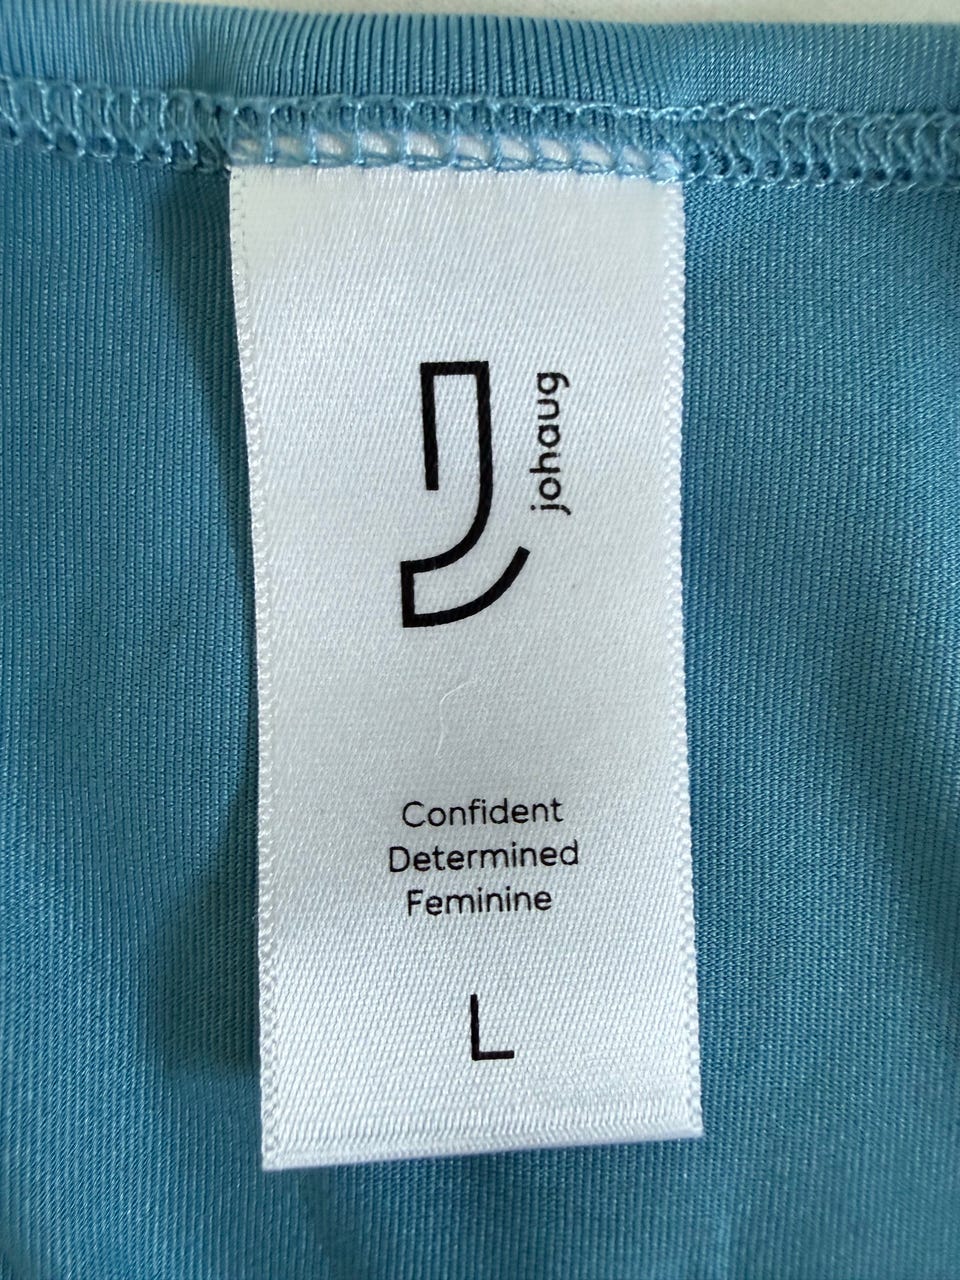 johaug
Confident
Determined
Feminine
L